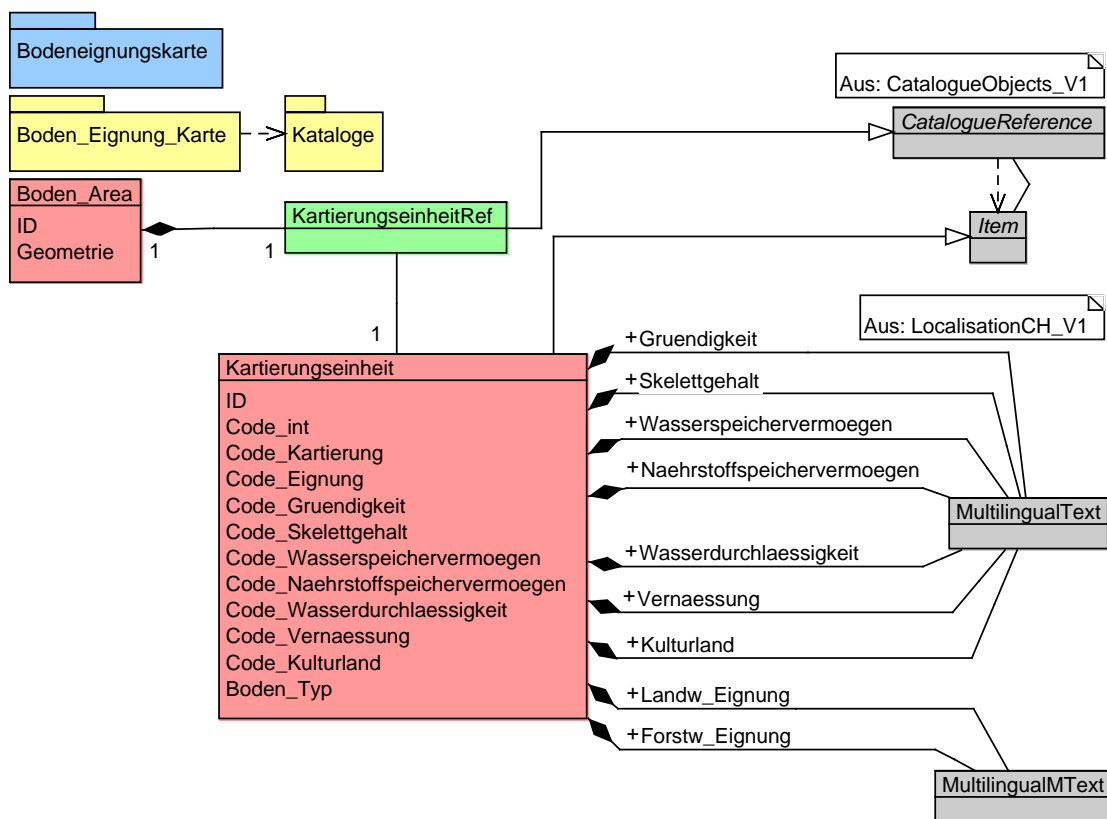 Bodeneignungskarte
Aus: CatalogueObjects_V1
Boden_Eignung_Karte
Kataloge
CatalogueReference
Boden_Area
ID
Geometrie
1
1
KartierungseinheitRef
Item
1
Aus: LocalisationCH_V1
Kartierungseinheit
ID
Code_int
Code_Kartierung
Code_Eignung
Code_Gruendigkeit
Code_Skelettgehalt
Code_Wasserspeichervermoegen
Code_Naehrstoffspeichervermoegen
Code_Wasserdurchlaessigkeit
Code_Vernaessung
Code_Kulturland
Boden_Typ
+Gruendigkeit
+Skelettgehalt
+Wasserspeichervermoegen
+Naehrstoffspeichervermoegen
+Wasserdurchlaessigkeit
+Vernaessung
+Kulturland
+Landw_Eignung
+Forstw_Eignung
MultilingualText
MultilingualMText